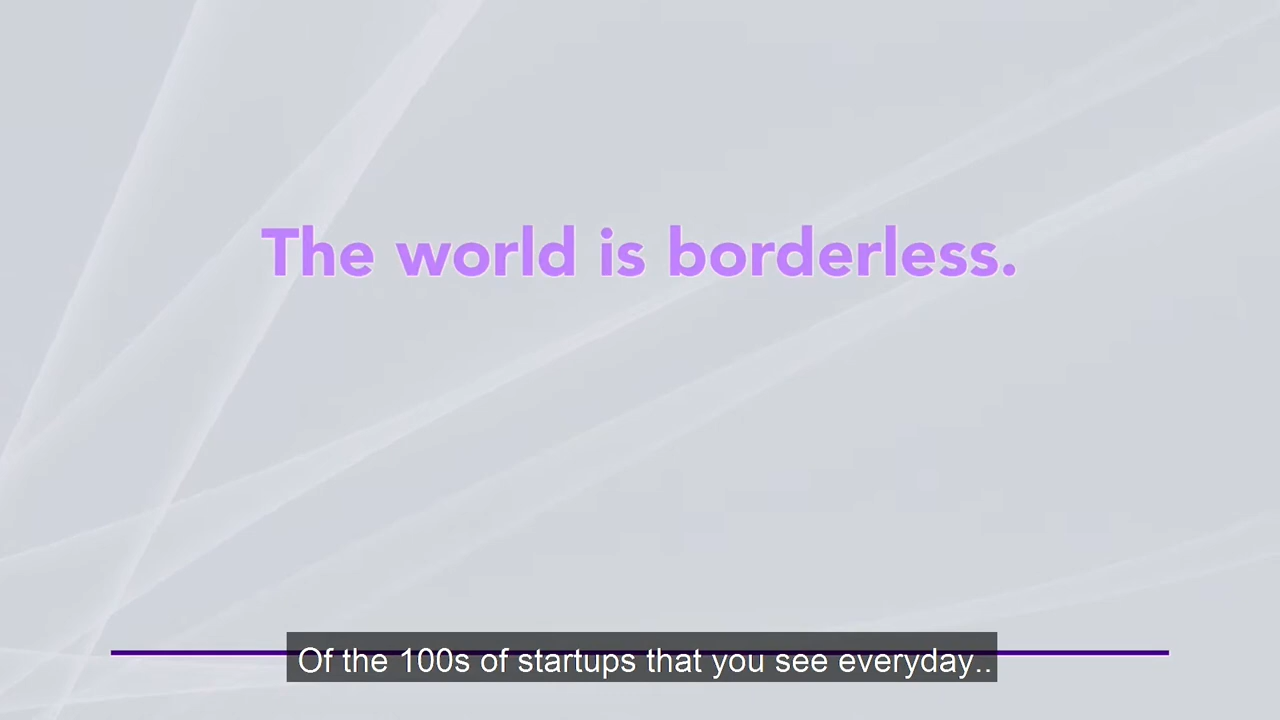 The world is borderless.
Of the 100s of startups that you see everyday..